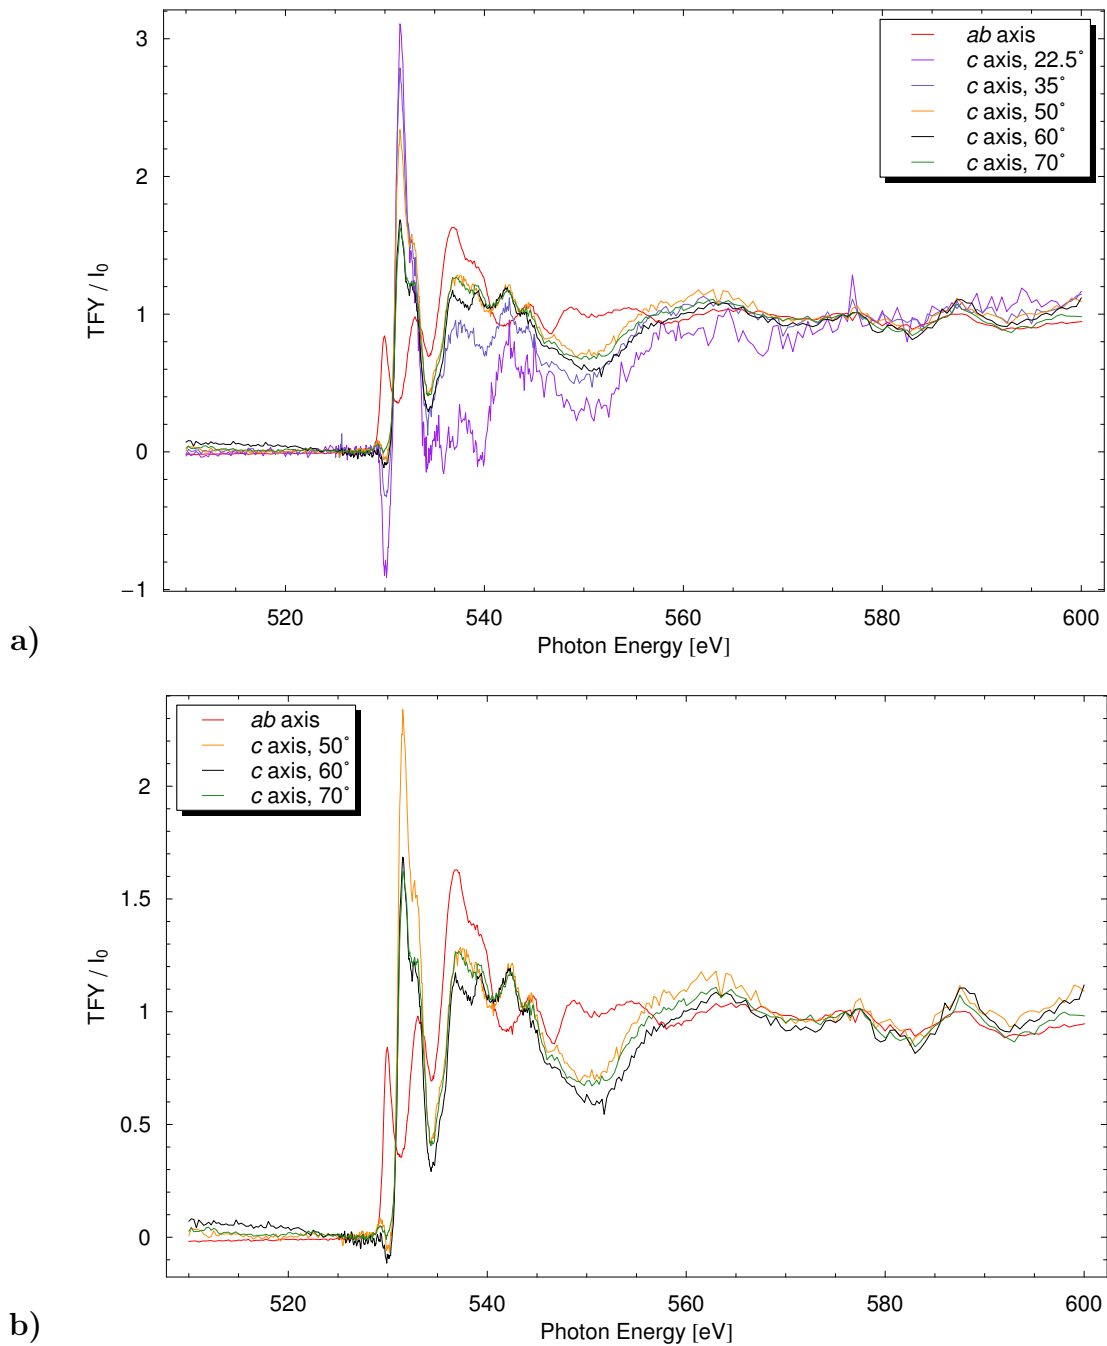 3
2
1
0
−1
TFY / I0
ab axis
c axis, 22.5°
c axis, 35°
c axis, 50°
c axis, 60°
c axis, 70°
520 540 560 580 600
Photon Energy [eV]
a)
2
1.5
1
0.5
0
TFY / I0
ab axis
c axis, 50°
c axis, 60°
c axis, 70°
520 540 560 580 600
Photon Energy [eV]
b)